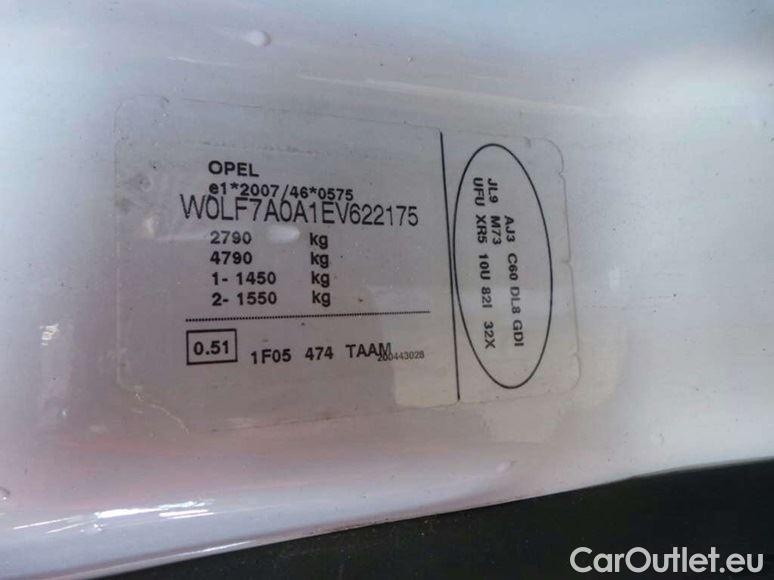 OPEL
e1*2007/46*0575
W0LF7A0A1EV622175
2790 kg
4790 kg
1- 1450 kg
2- 1550 kg
0.51 1F05 474 TAAM
200443028
AJ3 C60 DL8 GDI
JL9 M73
UFU XR5 10U 82I 32X
CarOutlet.eu